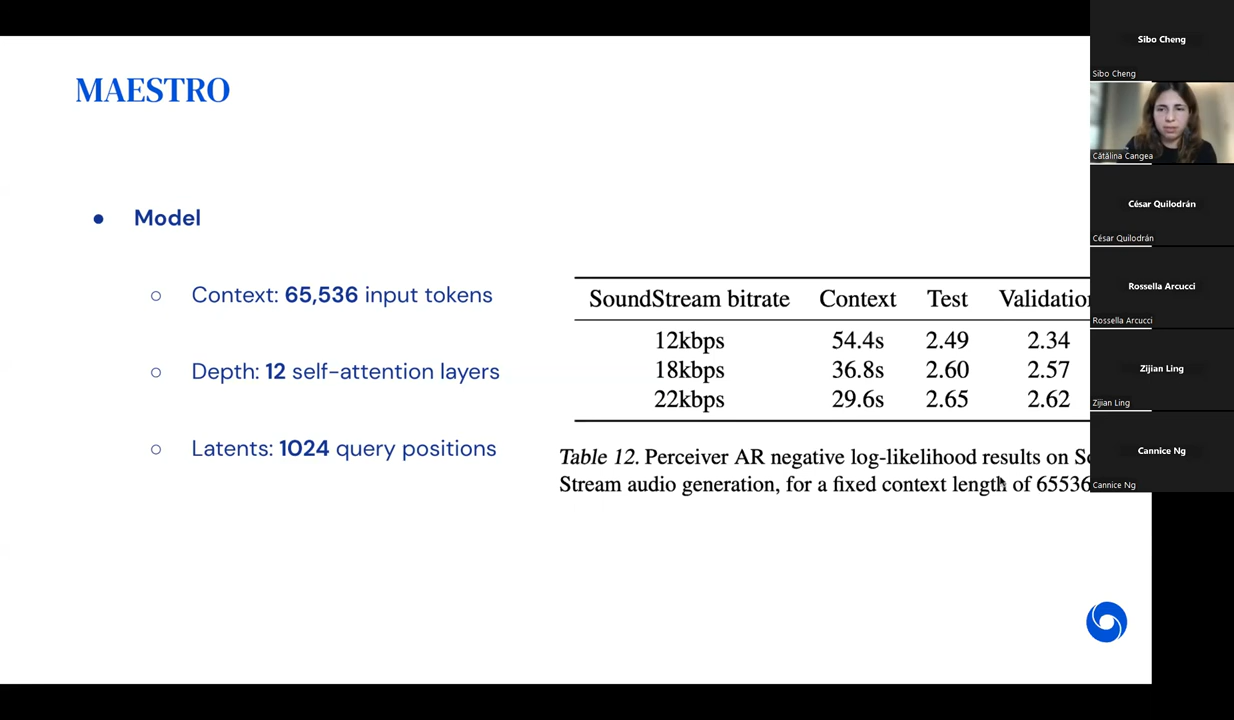 MAESTRO
● Model
○ Context: 65,536 input tokens
○ Depth: 12 self-attention layers
○ Latents: 1024 query positions
SoundStream bitrate Context Test Validation
12kbps 54.4s 2.49 2.34
18kbps 36.8s 2.60 2.57
22kbps 29.6s 2.65 2.62
Table 12. Perceiver AR negative log-likelihood results on
Stream audio generation, for a fixed context length of 65536
Sibo Cheng
Sibo Cheng
Cătălina Cangea
César Quilodrán
César Quilodrán
Rossella Arcucci
Rossella Arcucci
Zijian Ling
Zijian Ling
Cannice Ng
Cannice Ng